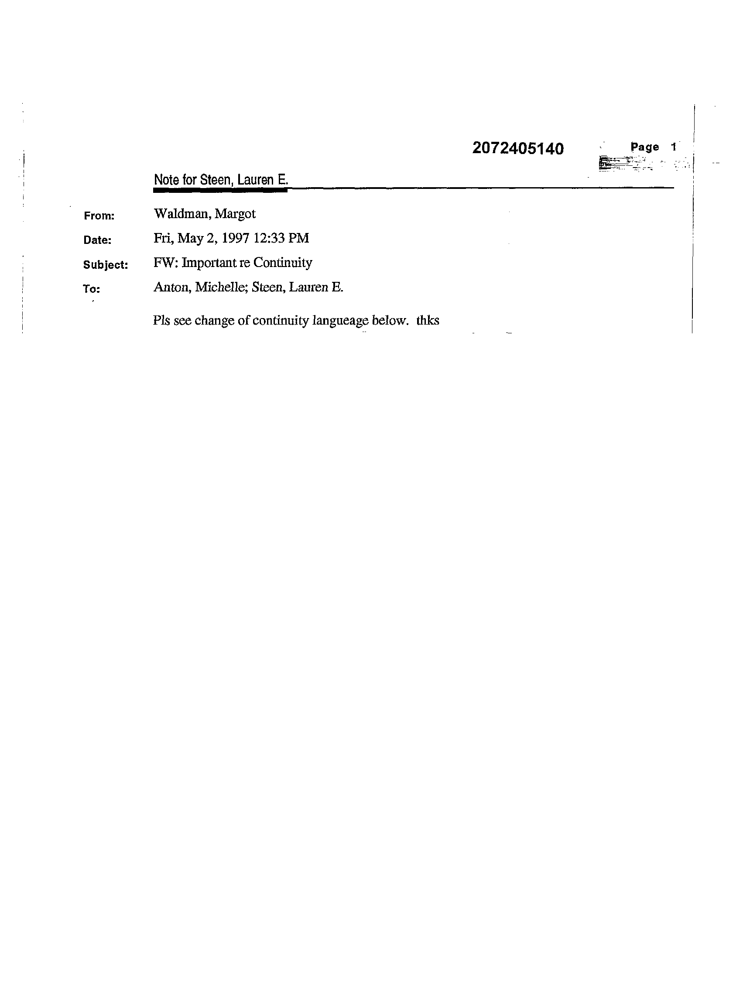 2072405140 Page 1
Note for Steen, Lauren E.
From: Waldman, Margot
Date: Fri, May 2, 1997 12:33 PM
Subject: FW: Important re Continuity
To: Anton, Michelle; Steen, Lauren E.
Pls see change of continuity langueage below. thks